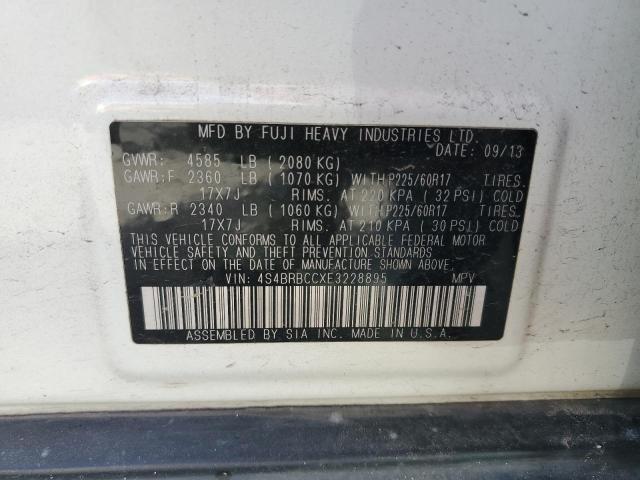 MFD BY FUJI HEAVY INDUSTRIES LTD.
DATE: 09/13
GVWR: 4585 LB (2080 KG)
GAWR:F 2360 LB (1070 KG) WITH P225/60R17 TIRES.
17X7J RIMS. AT 220 KPA ( 32 PSI) COLD
GAWR:R 2340 LB (1060 KG) WITH P225/60R17 TIRES.
17X7J RIMS. AT 210 KPA ( 30 PSI) COLD
THIS VEHICLE CONFORMS TO ALL APPLICABLE FEDERAL MOTOR
VEHICLE SAFETY AND THEFT PREVENTION STANDARDS
IN EFFECT ON THE DATE OF MANUFACTURE SHOWN ABOVE.
VIN: 4S4BRBCCXE3228895 MPV
ASSEMBLED BY SIA INC. MADE IN U.S.A.